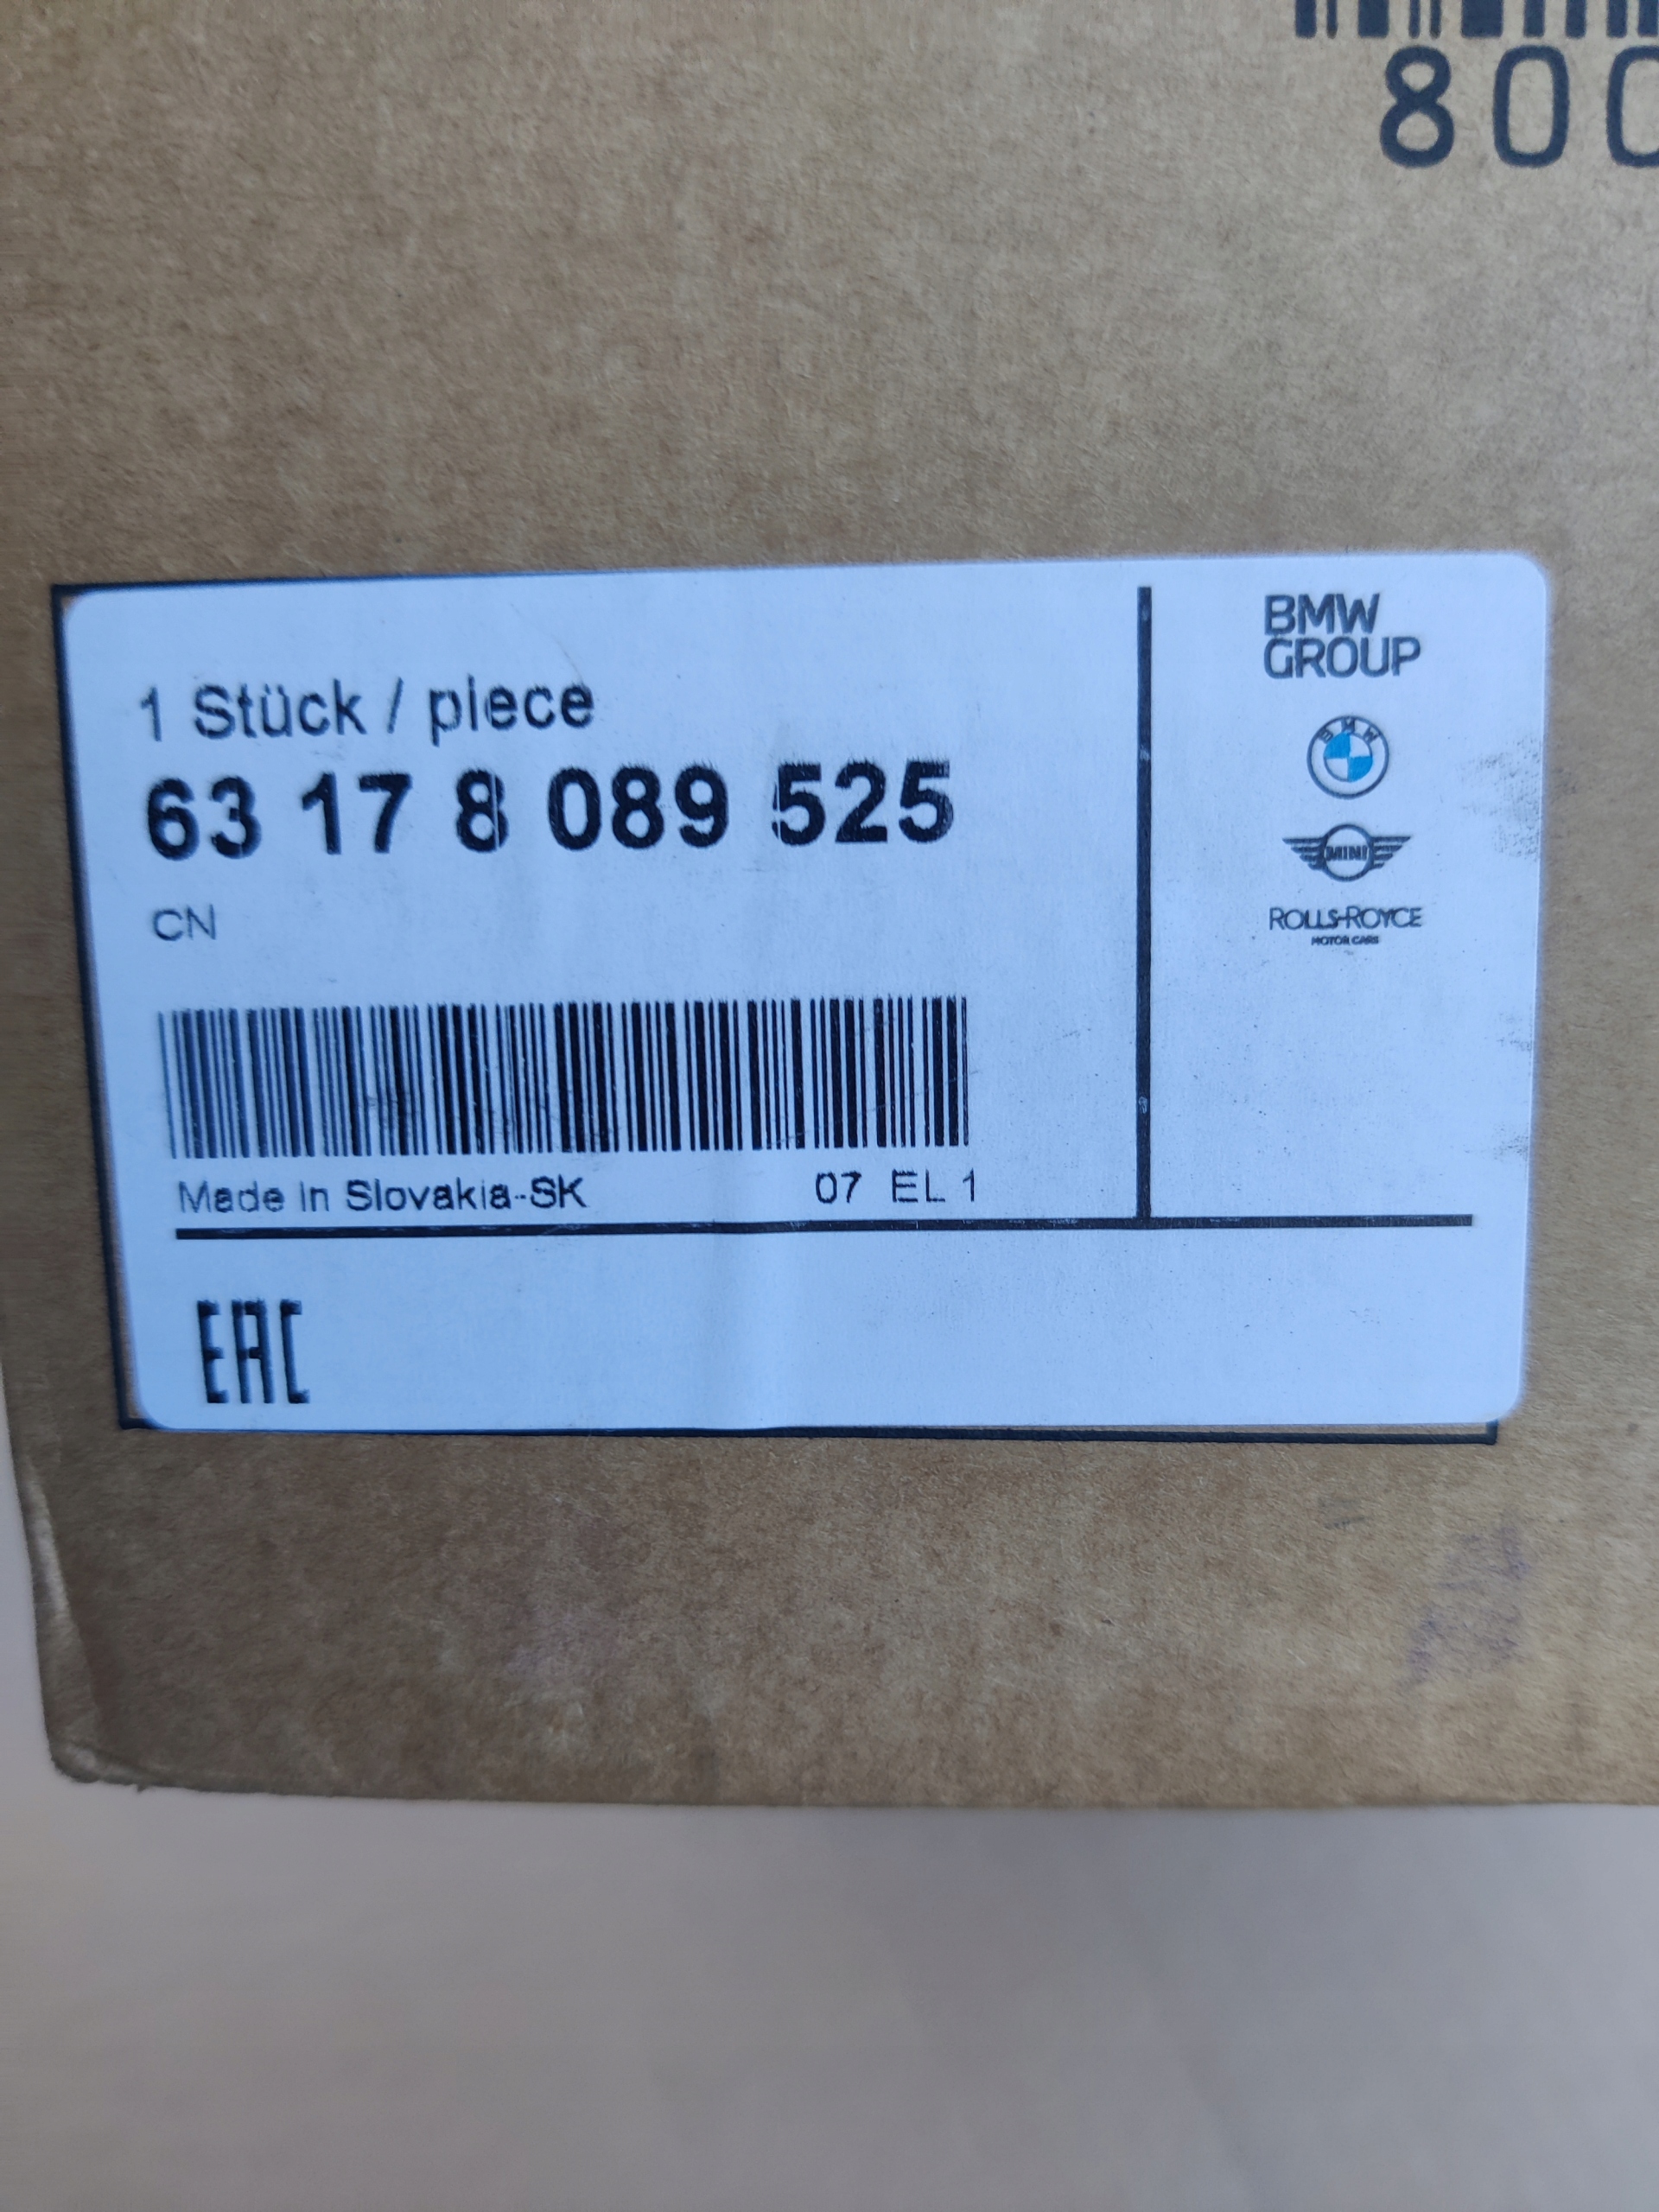 800
1 Stück / piece
63 17 8 089 525
CN
Made in Slovakia-SK 07 EL 1
EAC
BMW
GROUP
BMW
MINI
ROLLS-ROYCE
MOTOR CARS